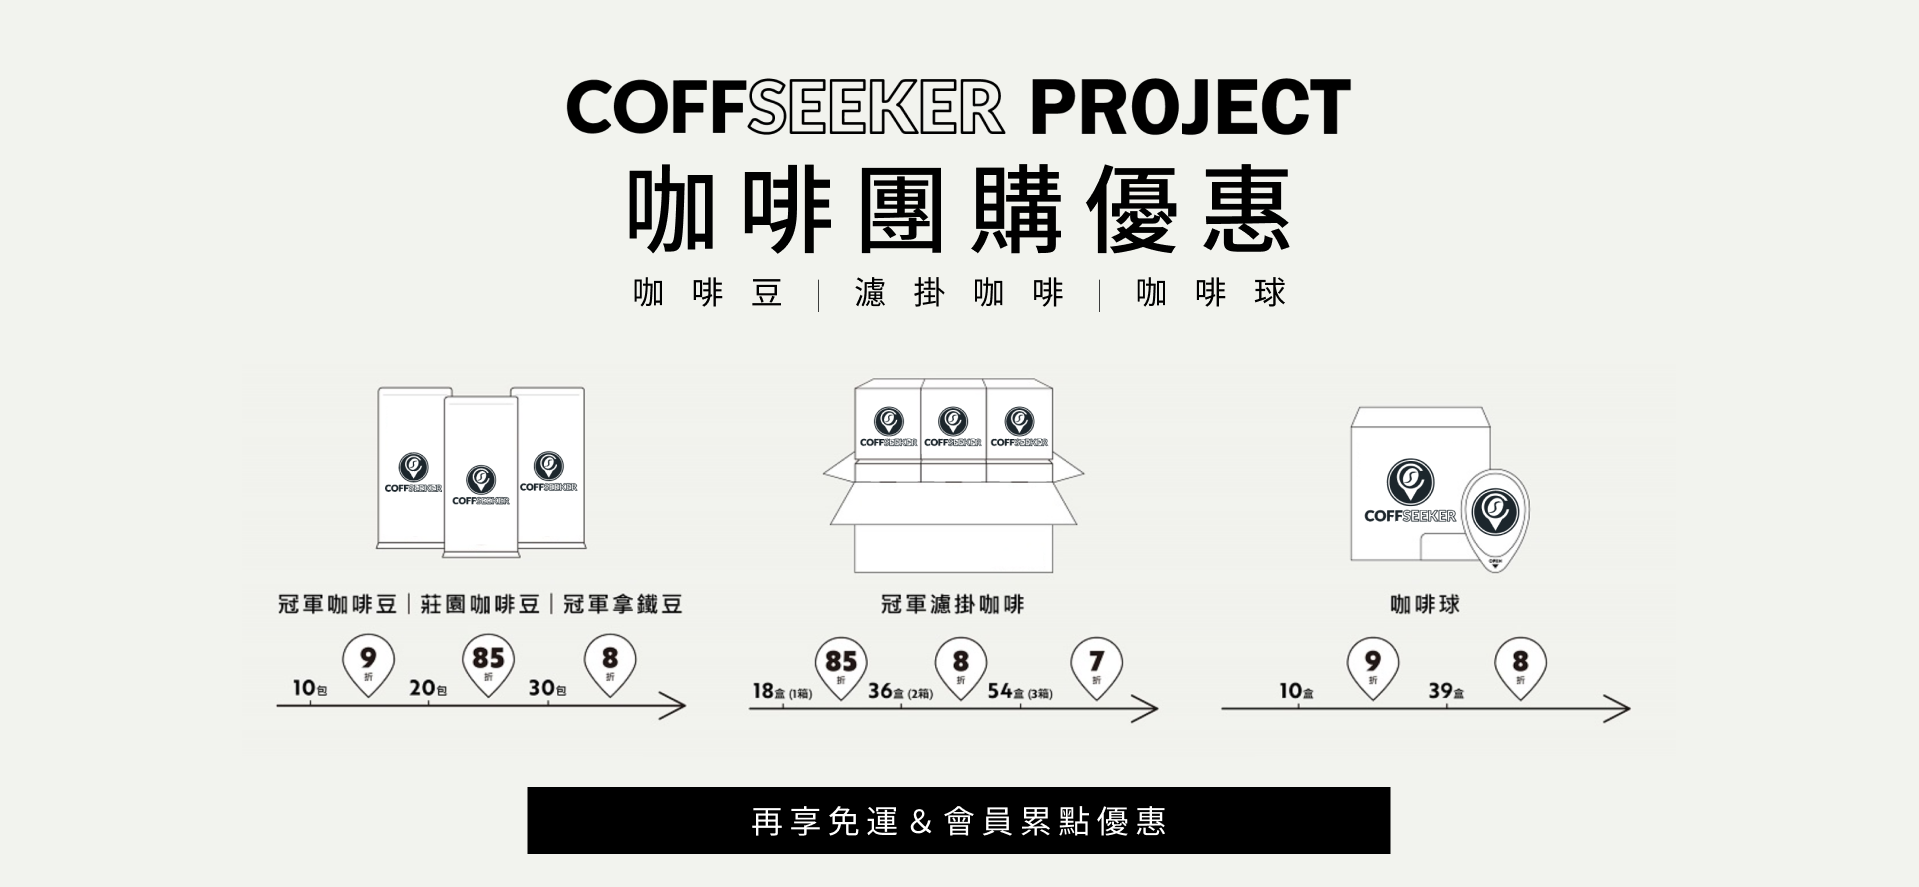 COFFSEEKER PROJECT
咖啡團購優惠
咖啡豆｜濾掛咖啡｜咖啡球
COFFSEEKER
COFFSEEKER
COFFSEEKER
冠軍咖啡豆｜莊園咖啡豆｜冠軍拿鐵豆
10包 9折 20包 85折 30包 8折
COFFSEEKER
COFFSEEKER
COFFSEEKER
冠軍濾掛咖啡
18盒 (1箱) 85折 36盒 (2箱) 8折 54盒 (3箱) 7折
COFFSEEKER
OPEN
咖啡球
10盒 9折 39盒 8折
再享免運 & 會員累點優惠